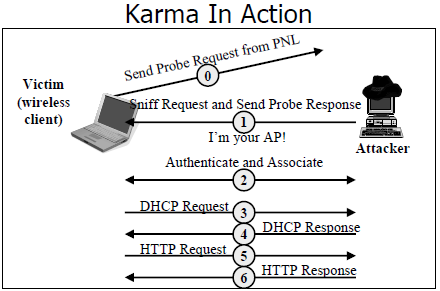 Karma In Action
Send Probe Request from PNL
0
Victim
(wireless
client)
Sniff Request and Send Probe Response
1
I'm your AP!
Attacker
Authenticate and Associate
2
DHCP Request
3
4
DHCP Response
HTTP Request
5
6
HTTP Response